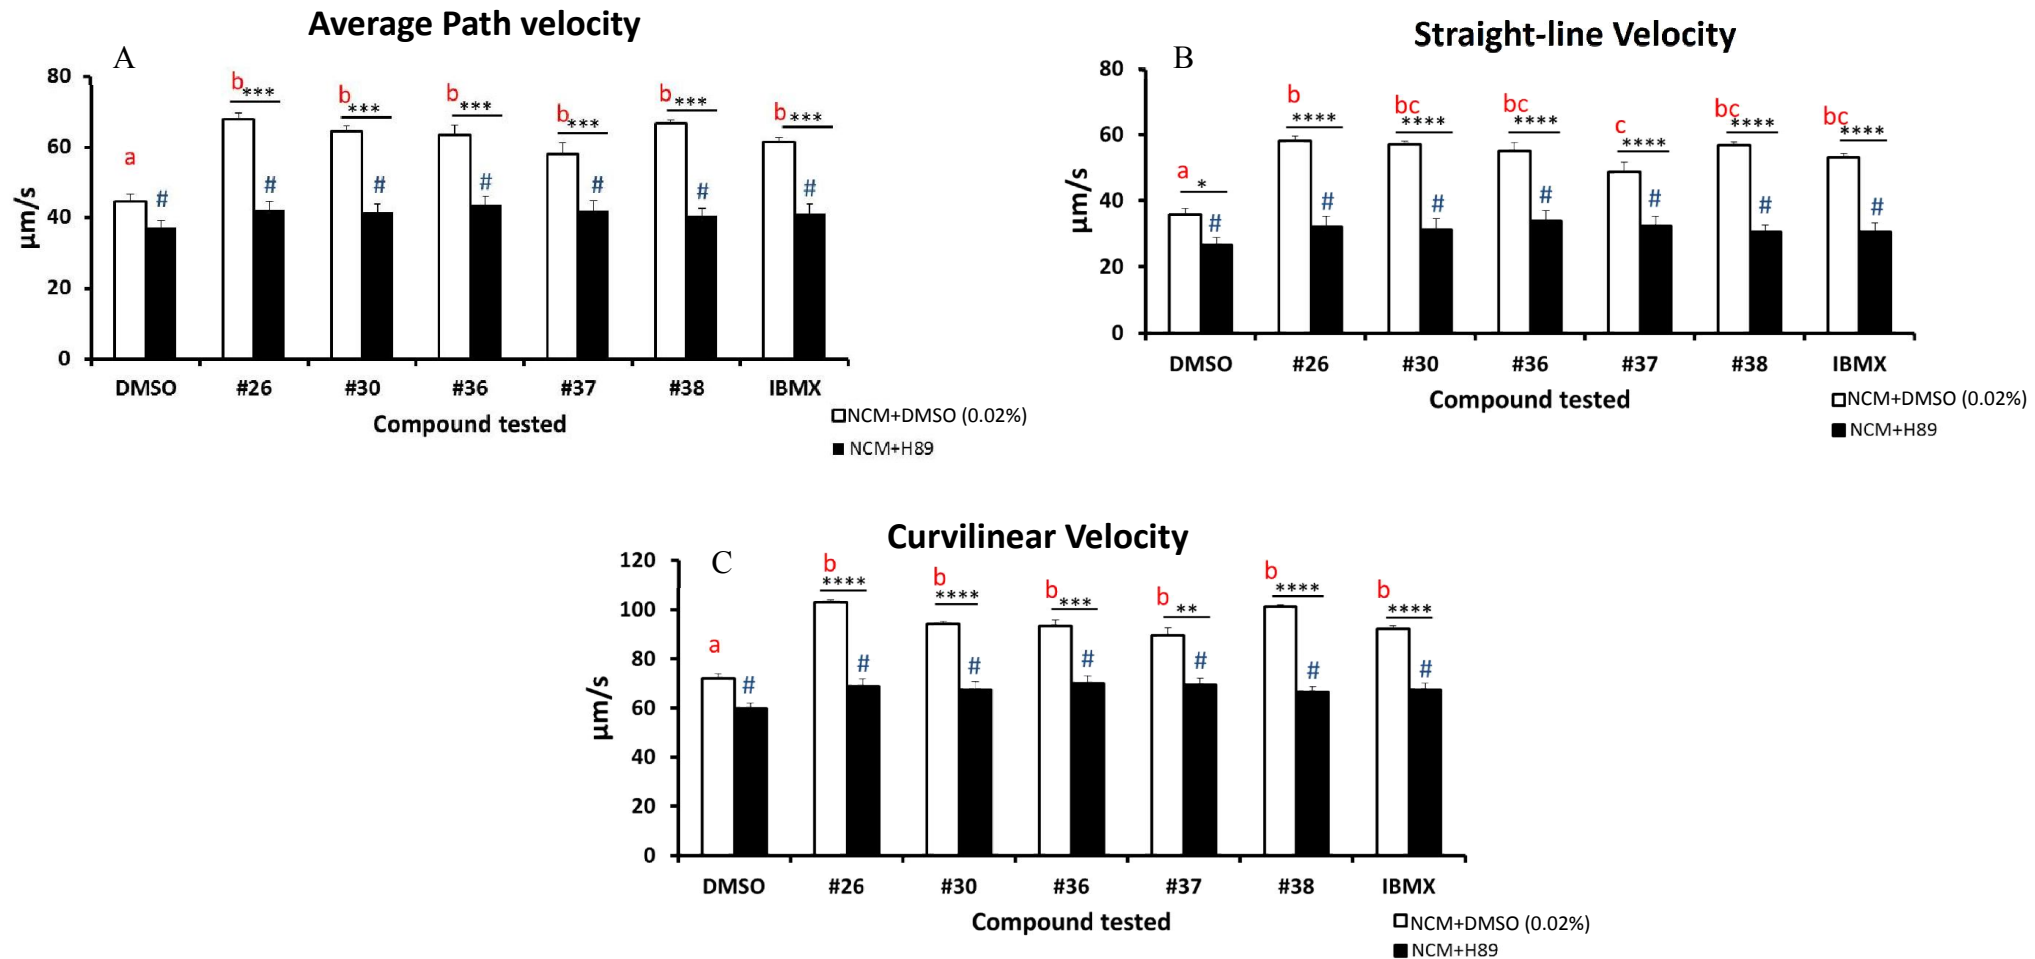 Average Path velocity
A
80
60
40
20
0
µm/s
a
#
b
***
#
b
***
#
b
***
#
b
***
#
b
***
#
b
***
#
DMSO #26 #30 #36 #37 #38 IBMX
Compound tested
NCM+DMSO (0.02%)
NCM+H89
Straight-line Velocity
B
80
60
40
20
0
µm/s
a
*
#
b
****
#
bc
****
#
bc
****
#
c
****
#
bc
****
#
bc
****
#
DMSO #26 #30 #36 #37 #38 IBMX
Compound tested
NCM+DMSO (0.02%)
NCM+H89
Curvilinear Velocity
C
120
100
80
60
40
20
0
µm/s
a
#
b
****
#
b
****
#
b
***
#
b
**
#
b
****
#
b
****
#
DMSO #26 #30 #36 #37 #38 IBMX
Compound tested
NCM+DMSO (0.02%)
NCM+H89